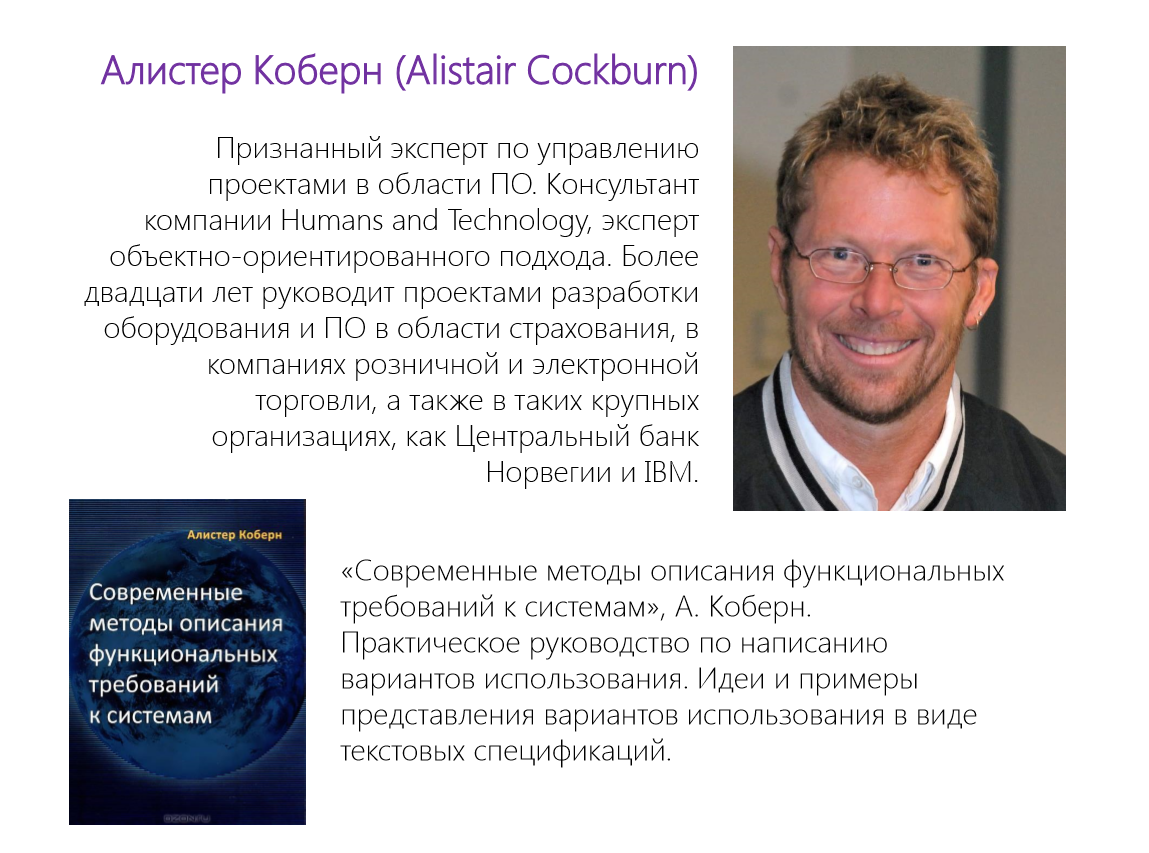 Алистер Коберн (Alistair Cockburn)
Признанный эксперт по управлению
проектами в области ПО. Консультант
компании Humans and Technology, эксперт
объектно-ориентированного подхода. Более
двадцати лет руководит проектами разработки
оборудования и ПО в области страхования, в
компаниях розничной и электронной
торговли, а также в таких крупных
организациях, как Центральный банк
Норвегии и IBM.
Алистер Коберн
Современные
методы описания
функциональных
требований
к системам
ozon.ru
«Современные методы описания функциональных
требований к системам», А. Коберн.
Практическое руководство по написанию
вариантов использования. Идеи и примеры
представления вариантов использования в виде
текстовых спецификаций.